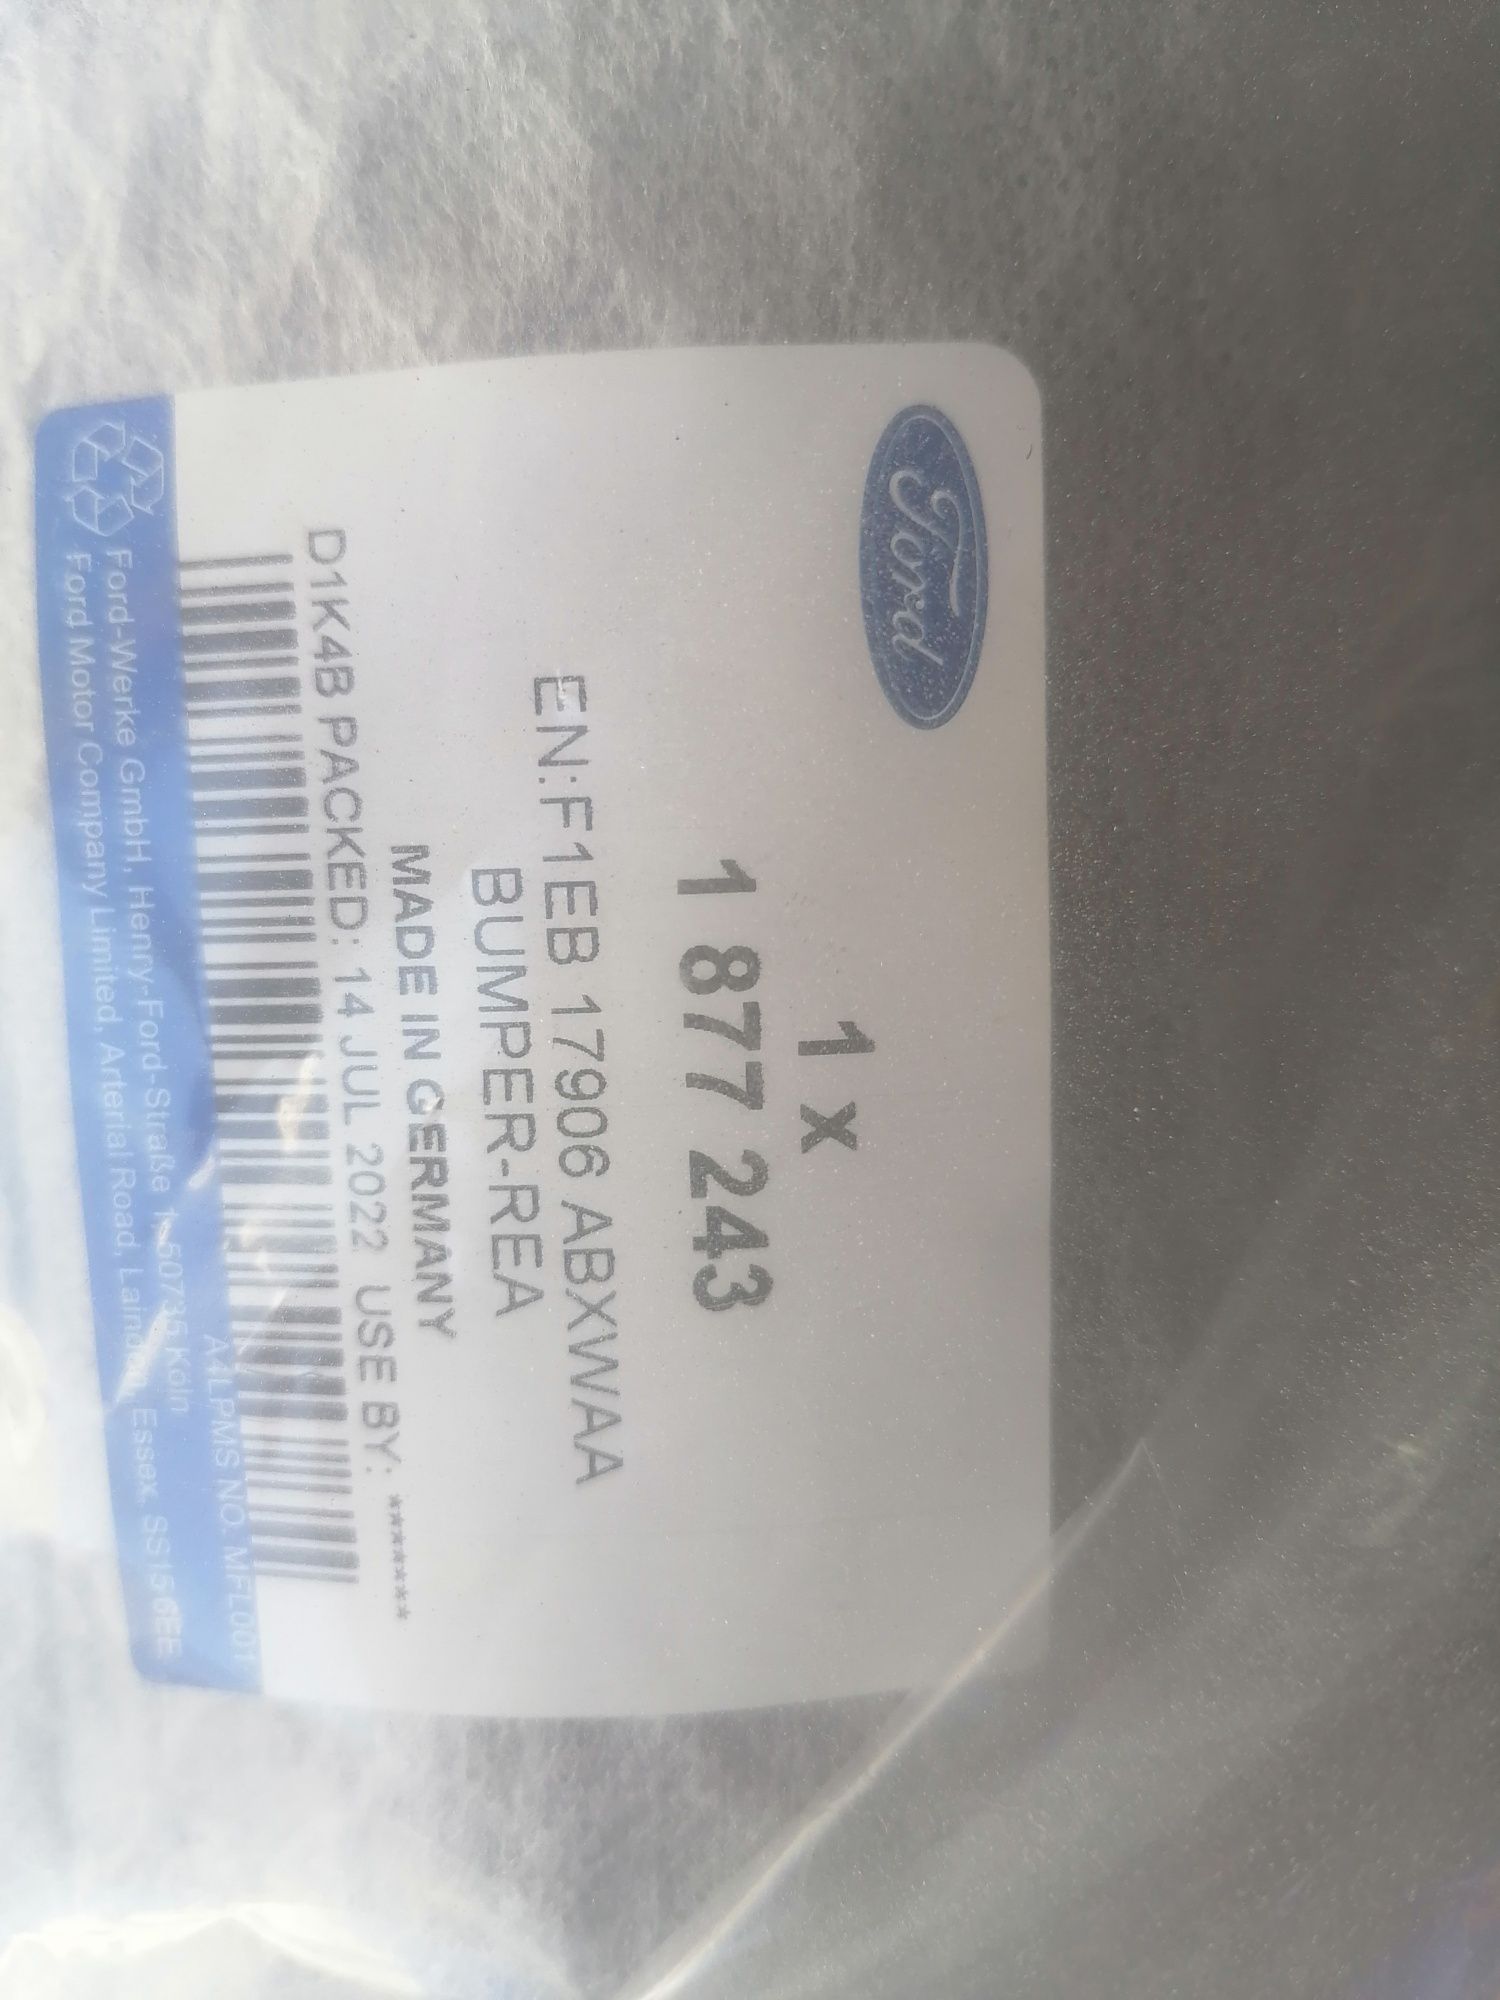 Ford
1 x
1 877 243
EN:F1EB 17906 ABXWAA
BUMPER-REA
MADE IN GERMANY
D1K4B PACKED: 14 JUL 2022 USE BY: *******
A4LPMS NO. MFL001
Ford-Werke GmbH, Henry-Ford-Straße 1, 50735 Köln
Ford Motor Company Limited, Arterial Road, Essex, SS15 6EE